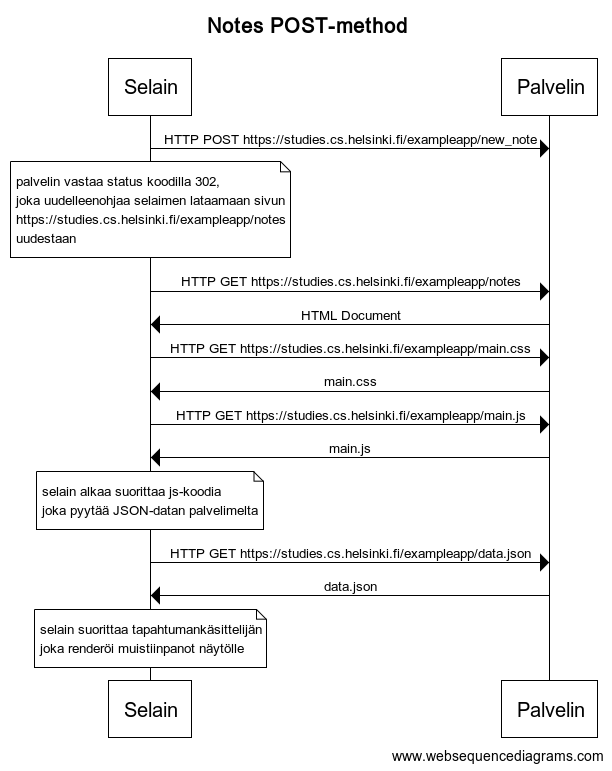 Notes POST-method
Selain
Palvelin
HTTP POST https://studies.cs.helsinki.fi/exampleapp/new_note
palvelin vastaa status koodilla 302,
joka uudelleenohjaa selaimen lataamaan sivun
https://studies.cs.helsinki.fi/exampleapp/notes
uudestaan
HTTP GET https://studies.cs.helsinki.fi/exampleapp/notes
HTML Document
HTTP GET https://studies.cs.helsinki.fi/exampleapp/main.css
main.css
HTTP GET https://studies.cs.helsinki.fi/exampleapp/main.js
main.js
selain alkaa suorittaa js-koodia
joka pyytää JSON-datan palvelimelta
HTTP GET https://studies.cs.helsinki.fi/exampleapp/data.json
data.json
selain suorittaa tapahtumankäsittelijän
joka renderöi muistiinpanot näytölle
Selain
Palvelin
www.websequencediagrams.com